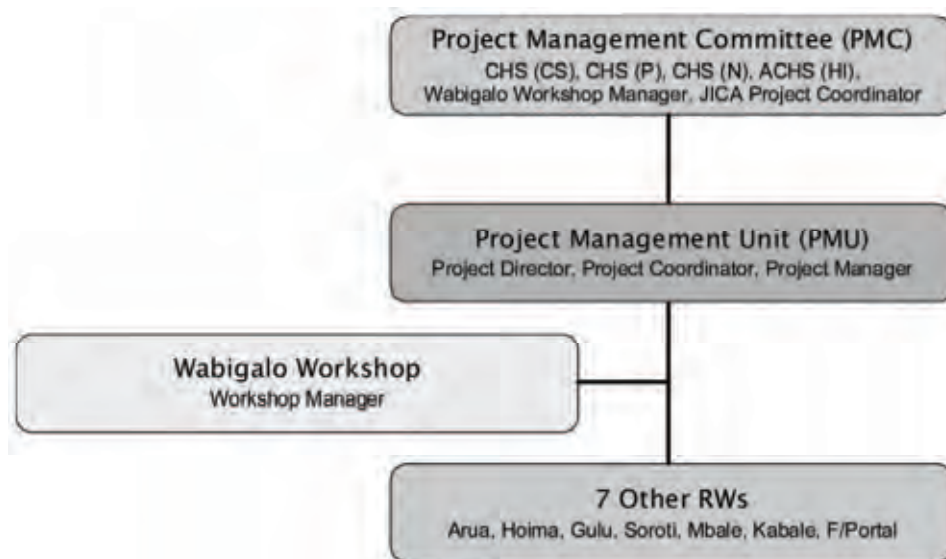 Project Management Committee (PMC)
CHS (CS), CHS (P), CHS (N), ACHS (HI),
Wabigalo Workshop Manager, JICA Project Coordinator
Project Management Unit (PMU)
Project Director, Project Coordinator, Project Manager
Wabigalo Workshop
Workshop Manager
7 Other RWs
Arua, Hoima, Gulu, Soroti, Mbale, Kabale, F/Portal